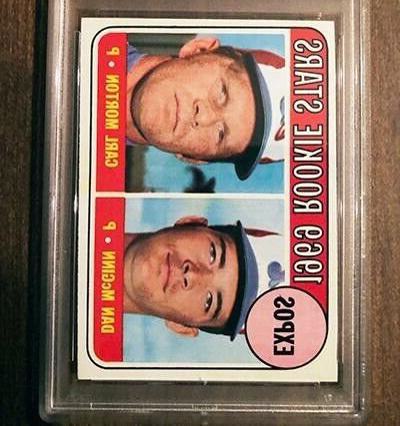 1969 ROOKIE STARS
EXPOS
DAN McGINN • P
CARL MORTON • P